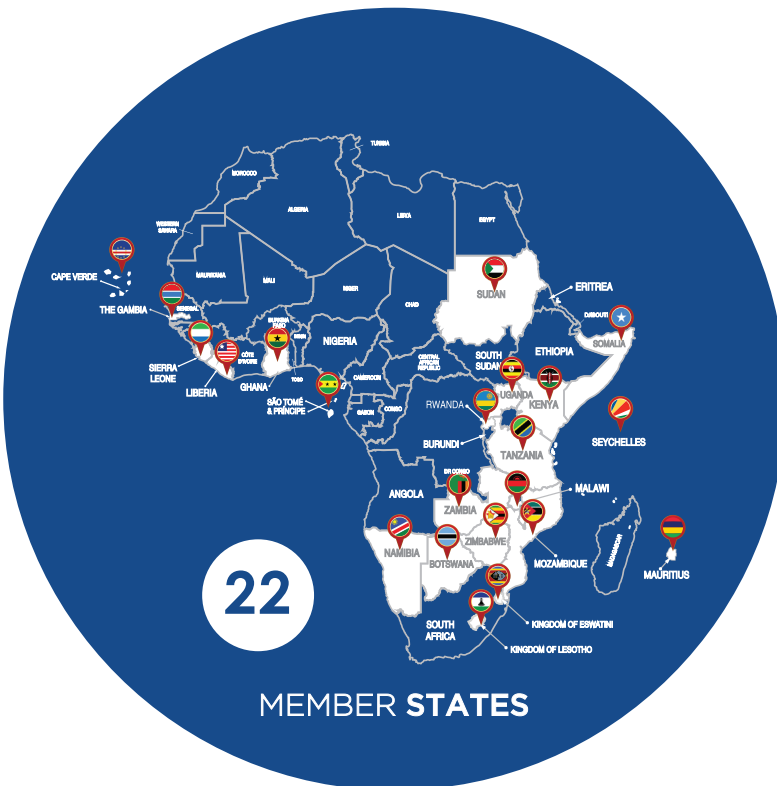 TUNISIA
MOROCCO
ALGERIA
LIBYA
EGYPT
WESTERN
SAHARA
CAPE VERDE
MAURITANIA
MALI
NIGER
CHAD
SUDAN
ERITREA
THE GAMBIA
SENEGAL
DJIBOUTI
BURKINA
FASO
BENIN
NIGERIA
SOMALIA
SIERRA
LEONE
CÔTE
D'IVOIRE
LIBERIA
GHANA
TOGO
CAMEROON
CENTRAL
AFRICAN
REPUBLIC
SOUTH
SUDAN
ETHIOPIA
SÃO TOMÉ
& PRÍNCIPE
GABON
CONGO
UGANDA
KENYA
RWANDA
BURUNDI
SEYCHELLES
TANZANIA
DR CONGO
ANGOLA
ZAMBIA
MALAWI
NAMIBIA
BOTSWANA
ZIMBABWE
MOZAMBIQUE
MADAGASCAR
MAURITIUS
22
SOUTH
AFRICA
KINGDOM OF ESWATINI
KINGDOM OF LESOTHO
MEMBER STATES